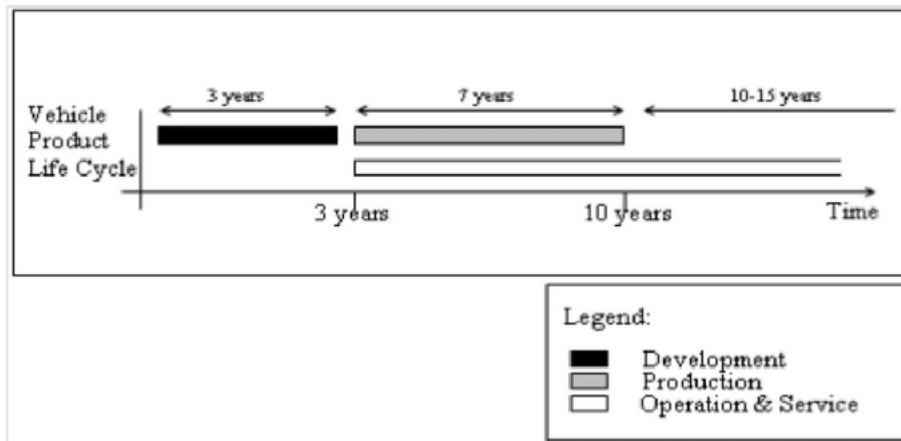 3 years
7 years
10-15 years
Vehicle
Product
Life Cycle
3 years
10 years
Time
Legend:
Development
Production
Operation & Service